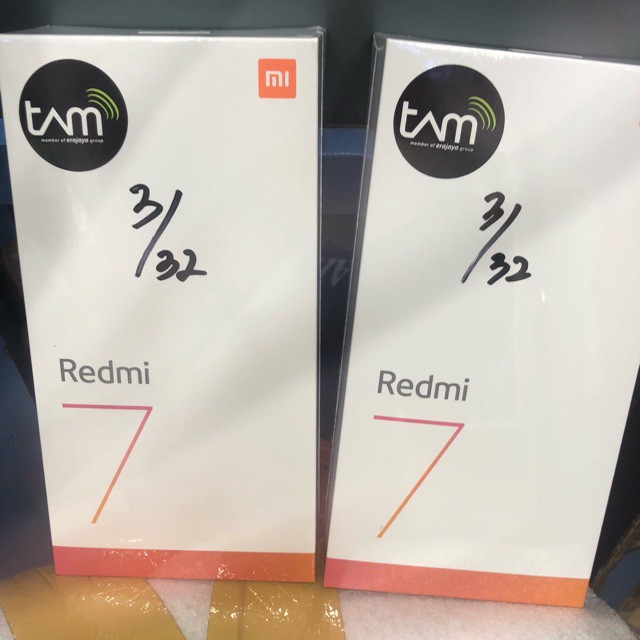 tam
member of erajaya group
mi
3/32
Redmi
7
tam
member of erajaya group
3/32
Redmi
7